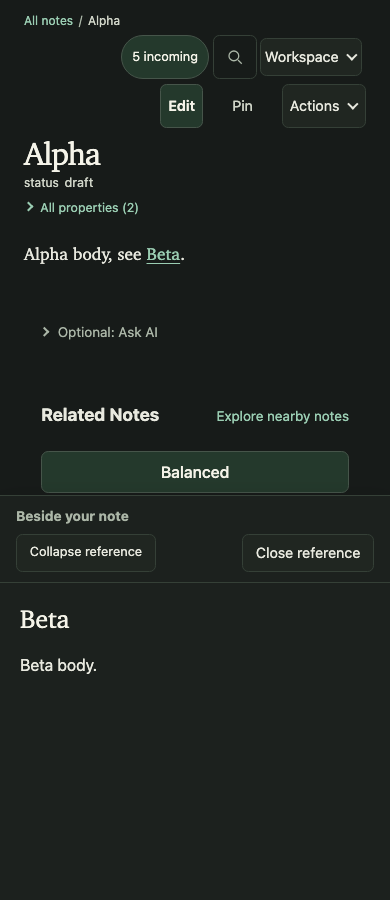 All notes / Alpha
5 incoming
Workspace
Edit
Pin
Actions
Alpha
status draft
All properties (2)
Alpha body, see Beta.
Optional: Ask AI
Related Notes
Explore nearby notes
Balanced
Beside your note
Collapse reference
Close reference
Beta
Beta body.